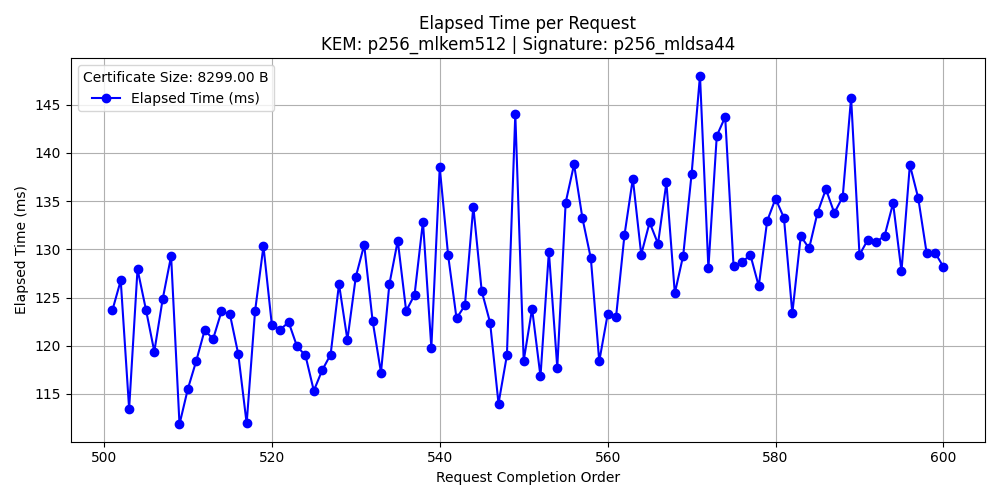 Elapsed Time per Request
KEM: p256_mlkem512 | Signature: p256_mldsa44
Certificate Size: 8299.00 B
Elapsed Time (ms)
Elapsed Time (ms)
145
140
135
130
125
120
115
500 520 540 560 580 600
Request Completion Order